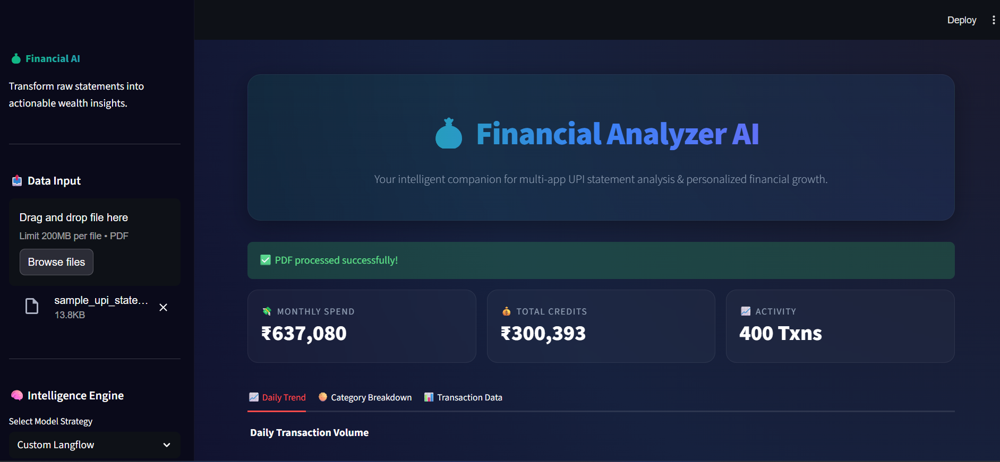 Deploy
Financial AI
Transform raw statements into
actionable wealth insights.
Data Input
Drag and drop file here
Limit 200MB per file • PDF
Browse files
sample_upi_state...
13.8KB
Intelligence Engine
Select Model Strategy
Custom Langflow
Financial Analyzer AI
Your intelligent companion for multi-app UPI statement analysis & personalized financial growth.
PDF processed successfully!
MONTHLY SPEND
₹637,080
TOTAL CREDITS
₹300,393
ACTIVITY
400 Txns
Daily Trend Category Breakdown Transaction Data
Daily Transaction Volume